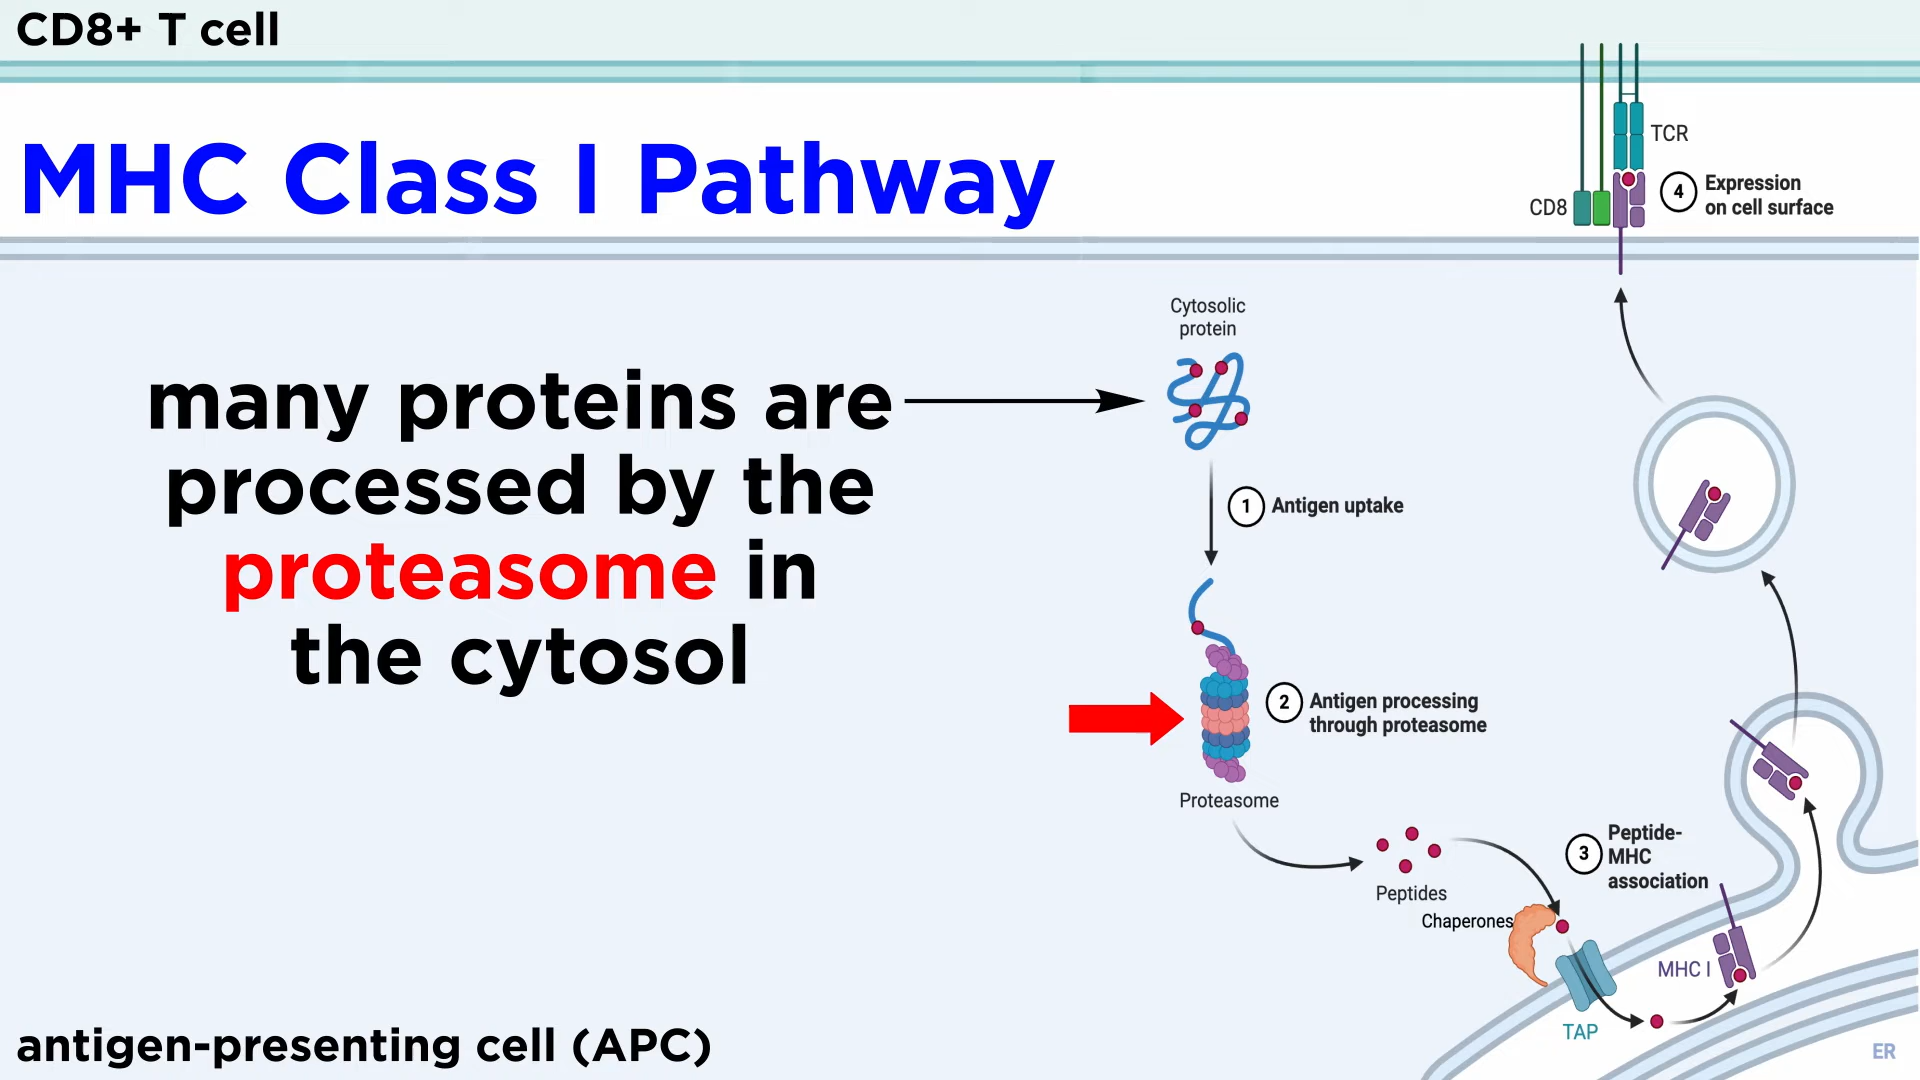 CD8+ T cell
MHC Class I Pathway
TCR
4
Expression
on cell surface
CD8
Cytosolic
protein
many proteins are
processed by the
proteasome in
the cytosol
1
Antigen uptake
2
Antigen processing
through proteasome
Proteasome
Peptides
3
Peptide-
MHC
association
Chaperones
MHC I
TAP
ER
antigen-presenting cell (APC)